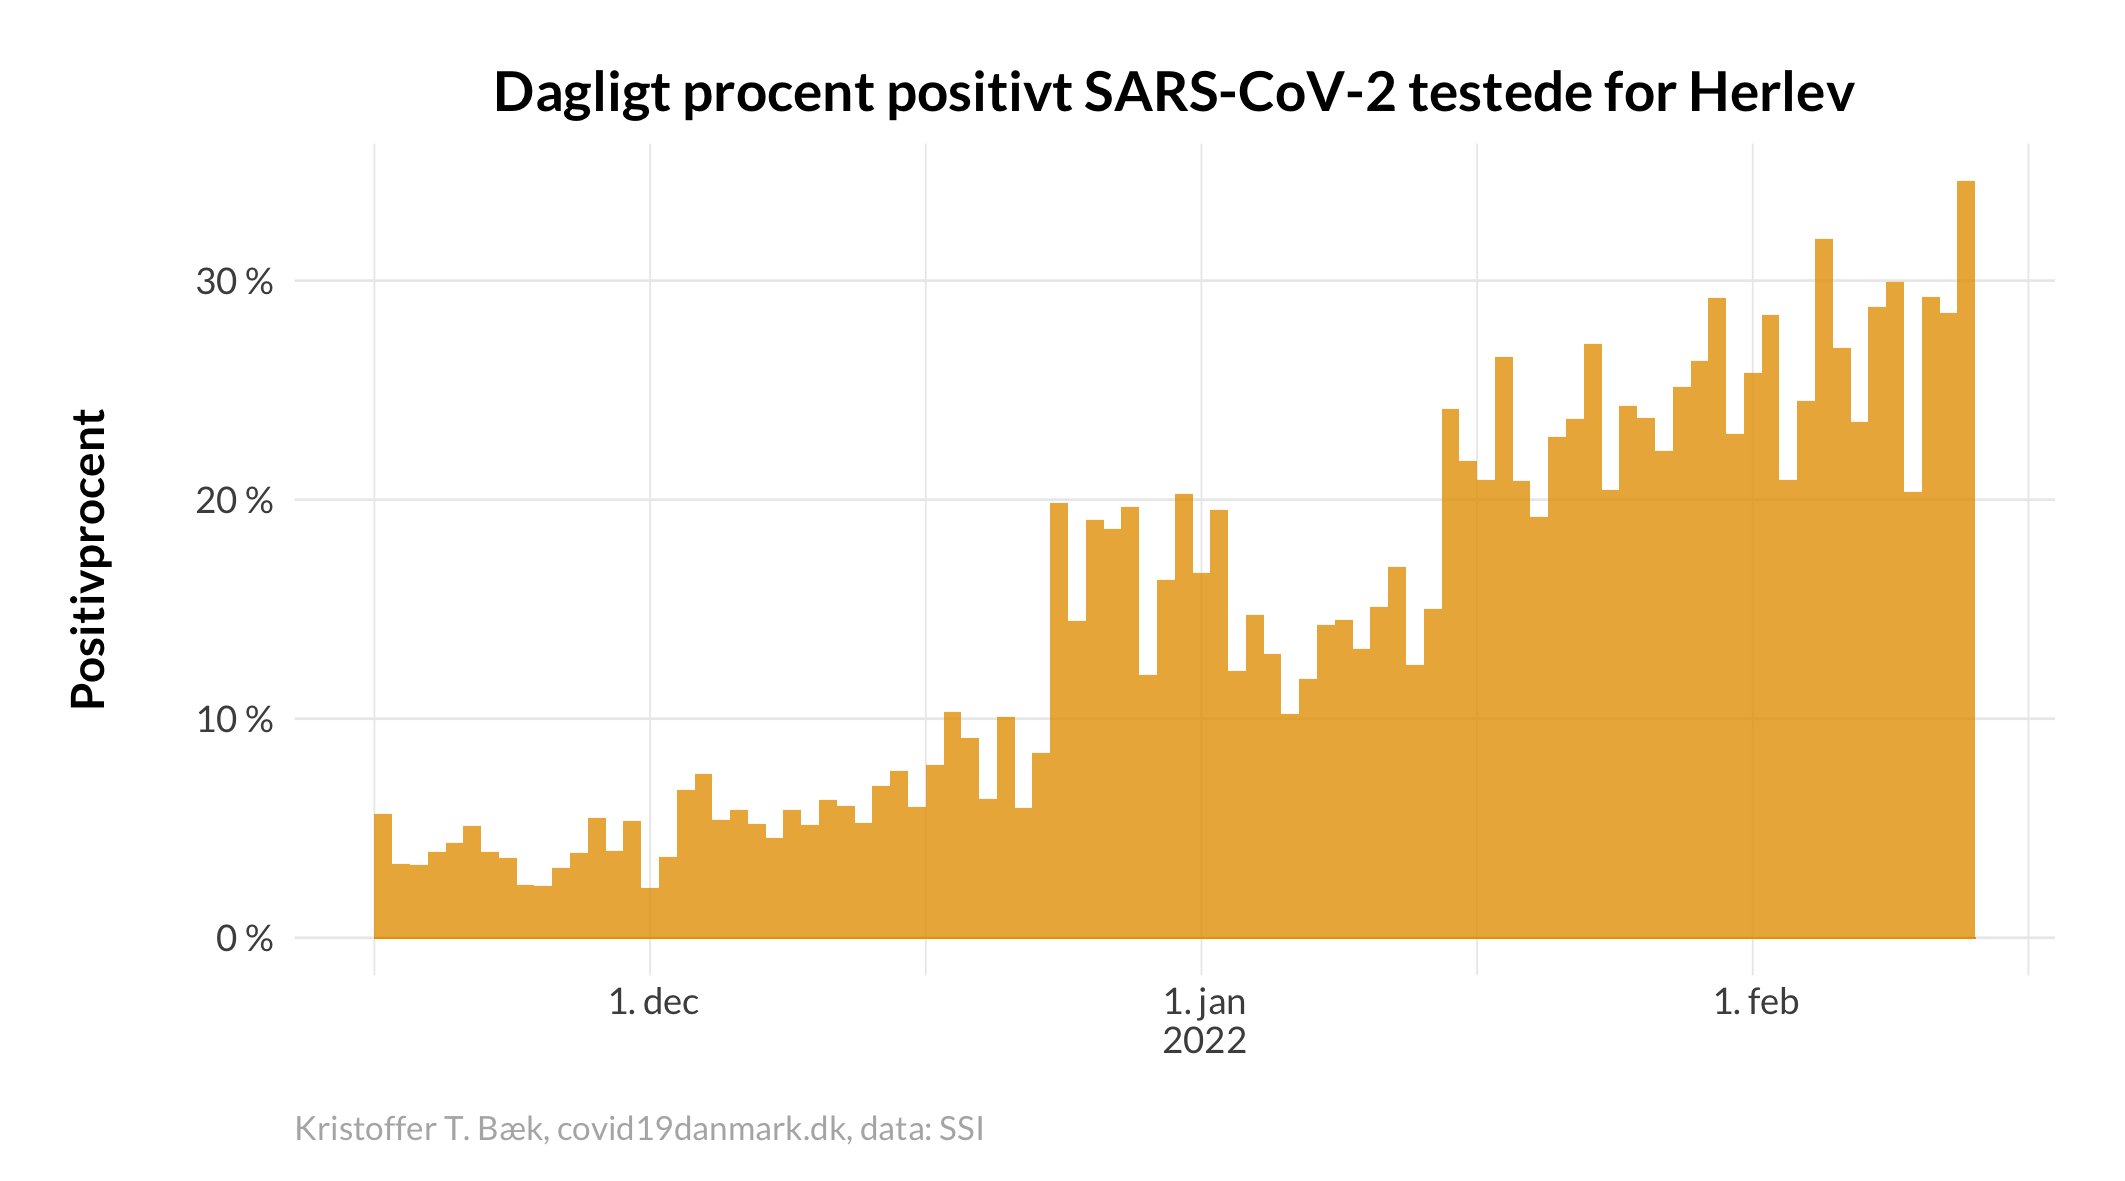 Dagligt procent positivt SARS-CoV-2 testede for Herlev
Positivprocent
30 %
20 %
10 %
0 %
1. dec
1. jan
2022
1. feb
Kristoffer T. Bæk, covid19danmark.dk, data: SSI